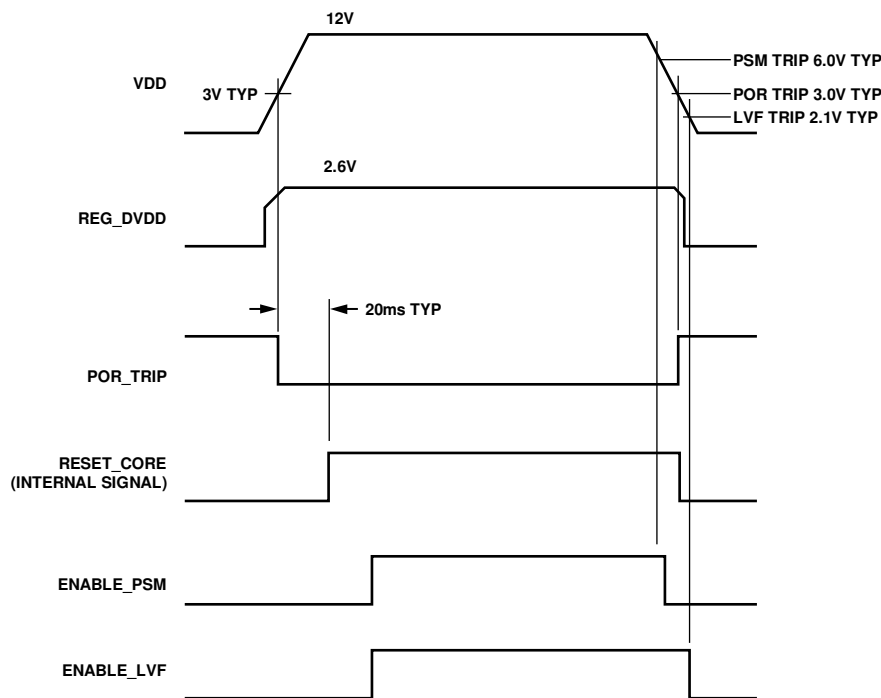 12V
VDD
3V TYP
PSM TRIP 6.0V TYP
POR TRIP 3.0V TYP
LVF TRIP 2.1V TYP
2.6V
REG_DVDD
20ms TYP
POR_TRIP
RESET_CORE
(INTERNAL SIGNAL)
ENABLE_PSM
ENABLE_LVF